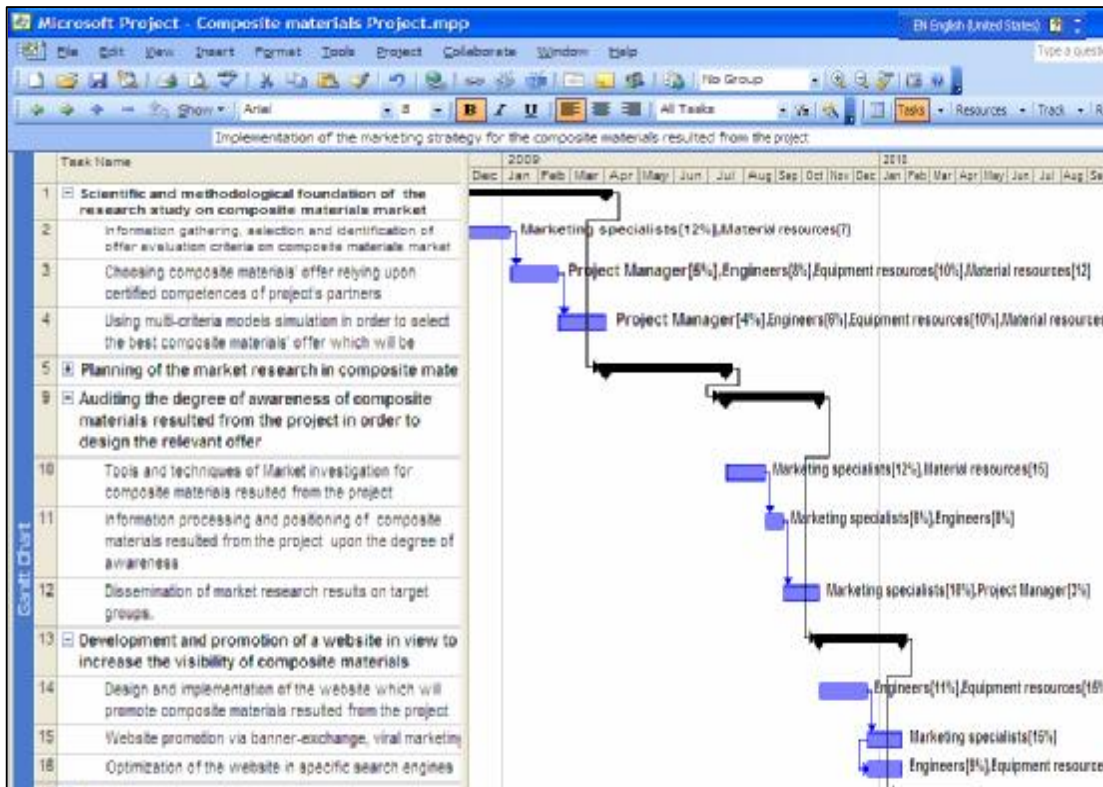 Microsoft Project - Composite materials Project.mpp
EN English (United States)
File Edit View Insert Format Tools Project Collaborate Window Help
Type a questi
No Group
Show Arial 8 B I U All Tasks Tasks Resources Track R
Implementation of the marketing strategy for the composite materials resulted from the project
Task Name
2009 2010
Dec Jan Feb Mar Apr May Jun Jul Aug Sep Oct Nov Dec Jan Feb Mar Apr May Jun Jul Aug Se
1 Scientific and methodological foundation of the
research study on composite materials market
2 Information gathering, selection and identification of
offer evaluation criteria on composite materials market
Marketing specialists[12%],Material resources[7]
3 Choosing composite materials' offer relying upon
certified competences of project's partners
Project Manager[5%],Engineers[8%],Equipment resources[10%],Material resources[12]
4 Using multi-criteria models simulation in order to select
the best composite materials' offer which will be
Project Manager[4%],Engineers[6%],Equipment resources[10%],Material resources
5 Planning of the market research in composite mate
9 Auditing the degree of awareness of composite
materials resulted from the project in order to
design the relevant offer
10 Tools and techniques of Market investigation for
composite materials resulted from the project
Marketing specialists[12%],Material resources[15]
11 Information processing and positioning of composite
materials resulted from the project upon the degree of
awareness
Marketing specialists[6%],Engineers[8%]
12 Dissemination of market research results on target
groups.
Marketing specialists[18%],Project Manager[3%]
13 Development and promotion of a website in view to
increase the visibility of composite materials
14 Design and implementation of the website which will
promote composite materials resulted from the project
Engineers[11%],Equipment resources[15%
15 Website promotion via banner-exchange, viral marketing
Marketing specialists[15%]
16 Optimization of the website in specific search engines
Engineers[9%],Equipment resource
Gantt Chart